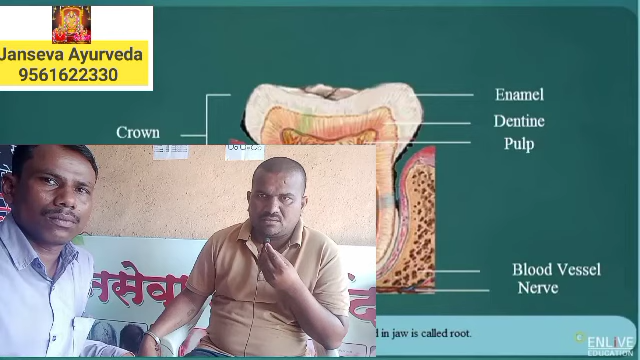 Janseva Ayurveda
9561622330
Enamel
Dentine
Crown
Pulp
Blood Vessel
Nerve
d in jaw is called root.
ENLIVE
EDUCATION